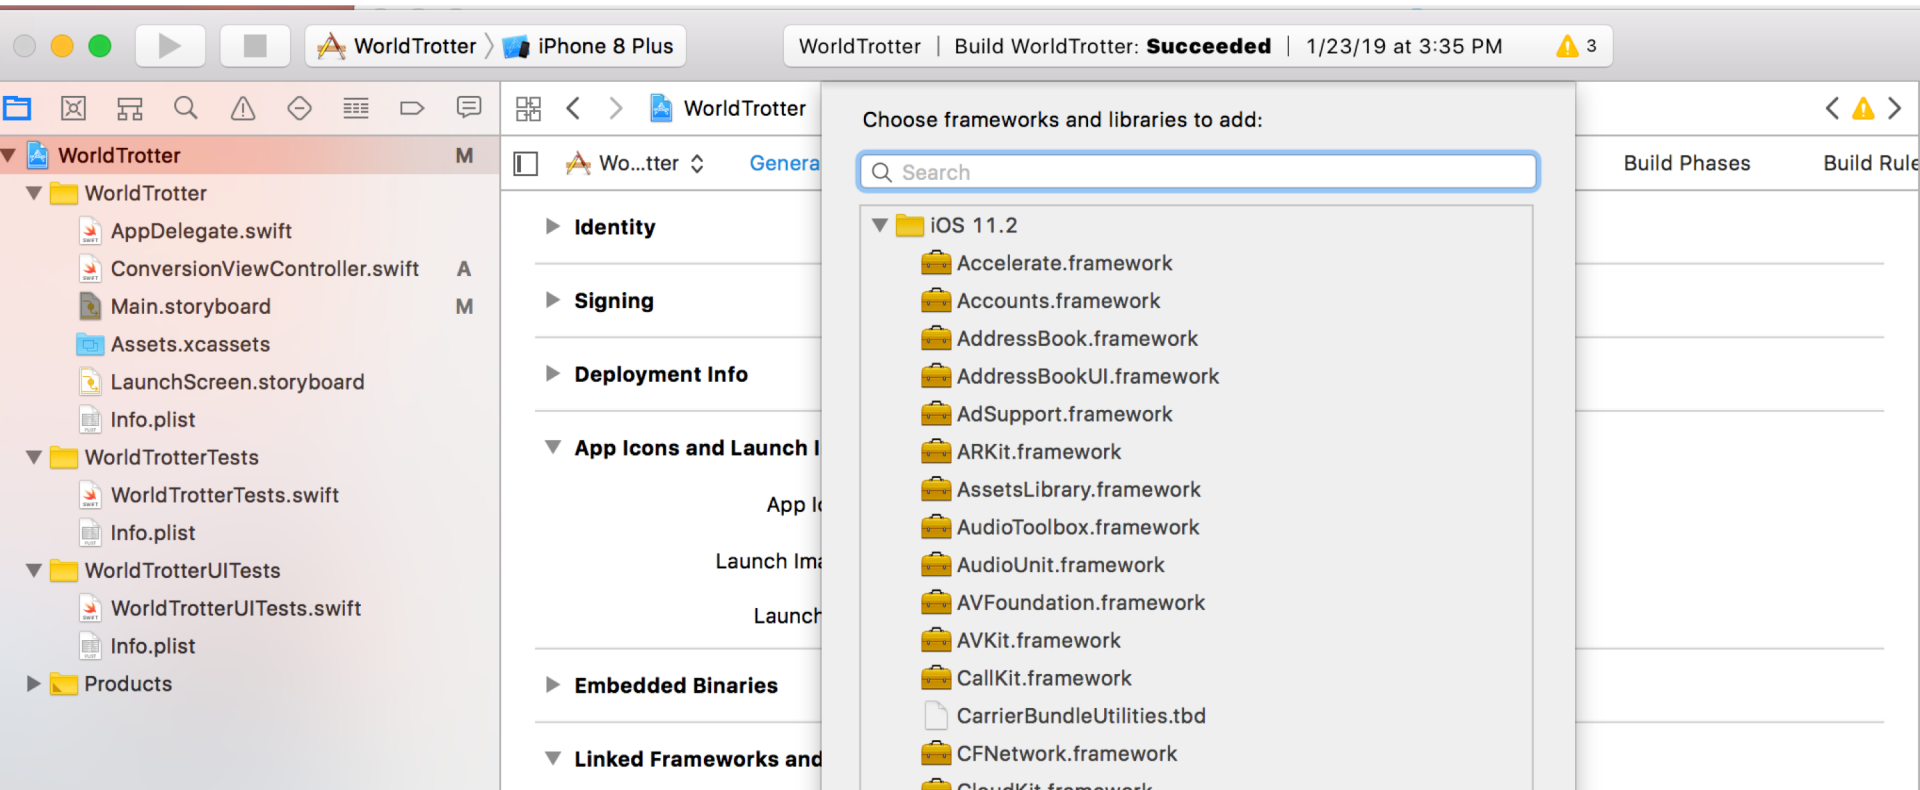 WorldTrotter
iPhone 8 Plus
WorldTrotter | Build WorldTrotter: Succeeded | 1/23/19 at 3:35 PM
3
WorldTrotter
M
WorldTrotter
AppDelegate.swift
ConversionViewController.swift
A
Main.storyboard
M
Assets.xcassets
LaunchScreen.storyboard
Info.plist
WorldTrotterTests
WorldTrotterTests.swift
Info.plist
WorldTrotterUITests
WorldTrotterUITests.swift
Info.plist
Products
WorldTrotter
Wo...tter
Genera
Build Phases
Build Rule
Identity
Signing
Deployment Info
App Icons and Launch I
App Ic
Launch Ima
Launch
Embedded Binaries
Linked Frameworks and
Choose frameworks and libraries to add:
Search
iOS 11.2
Accelerate.framework
Accounts.framework
AddressBook.framework
AddressBookUI.framework
AdSupport.framework
ARKit.framework
AssetsLibrary.framework
AudioToolbox.framework
AudioUnit.framework
AVFoundation.framework
AVKit.framework
CallKit.framework
CarrierBundleUtilities.tbd
CFNetwork.framework
CloudKit.framework